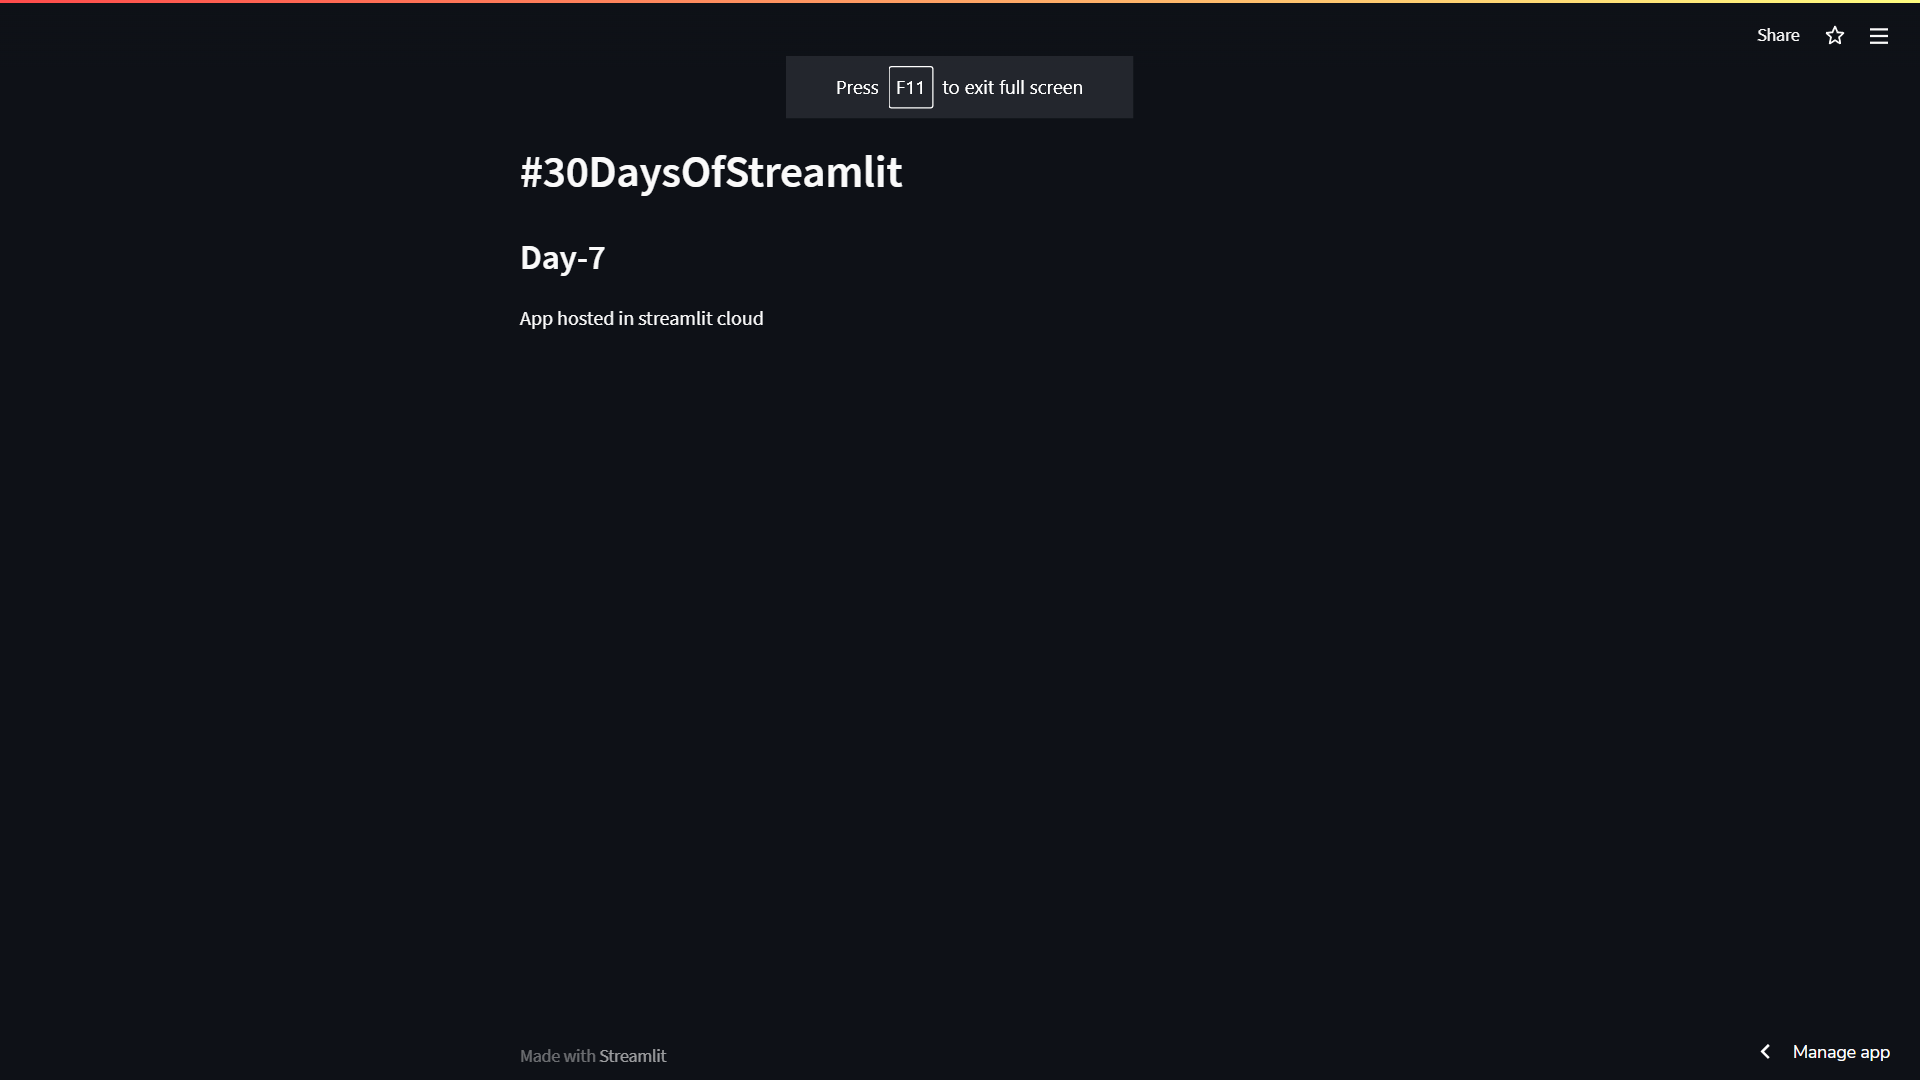 Share
Press F11 to exit full screen
#30DaysOfStreamlit
Day-7
App hosted in streamlit cloud
Made with Streamlit
Manage app